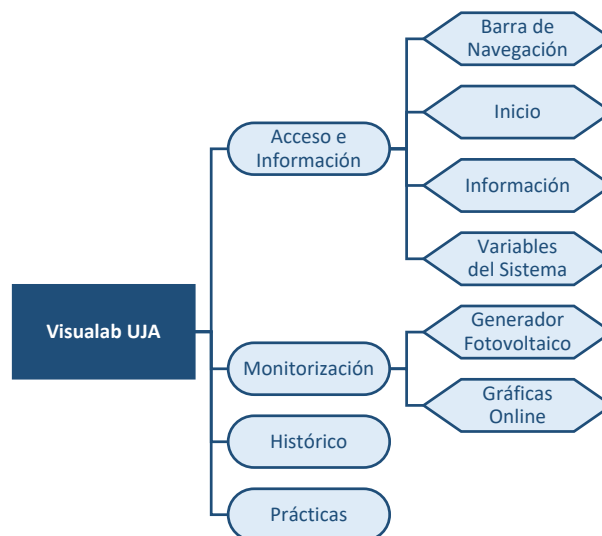 Visualab UJA
Acceso e
Información
Barra de
Navegación
Inicio
Información
Variables
del Sistema
Monitorización
Generador
Fotovoltaico
Gráficas
Online
Histórico
Prácticas